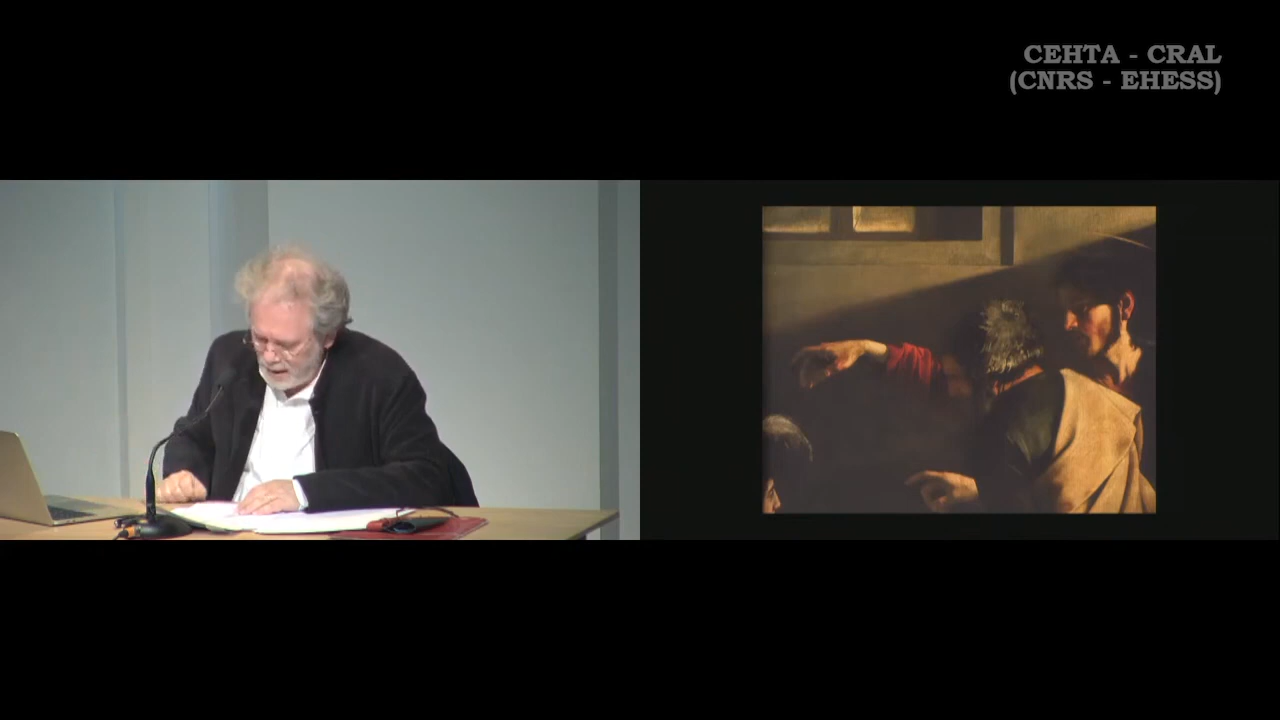 CEHTA - CRAL
(CNRS - EHESS)